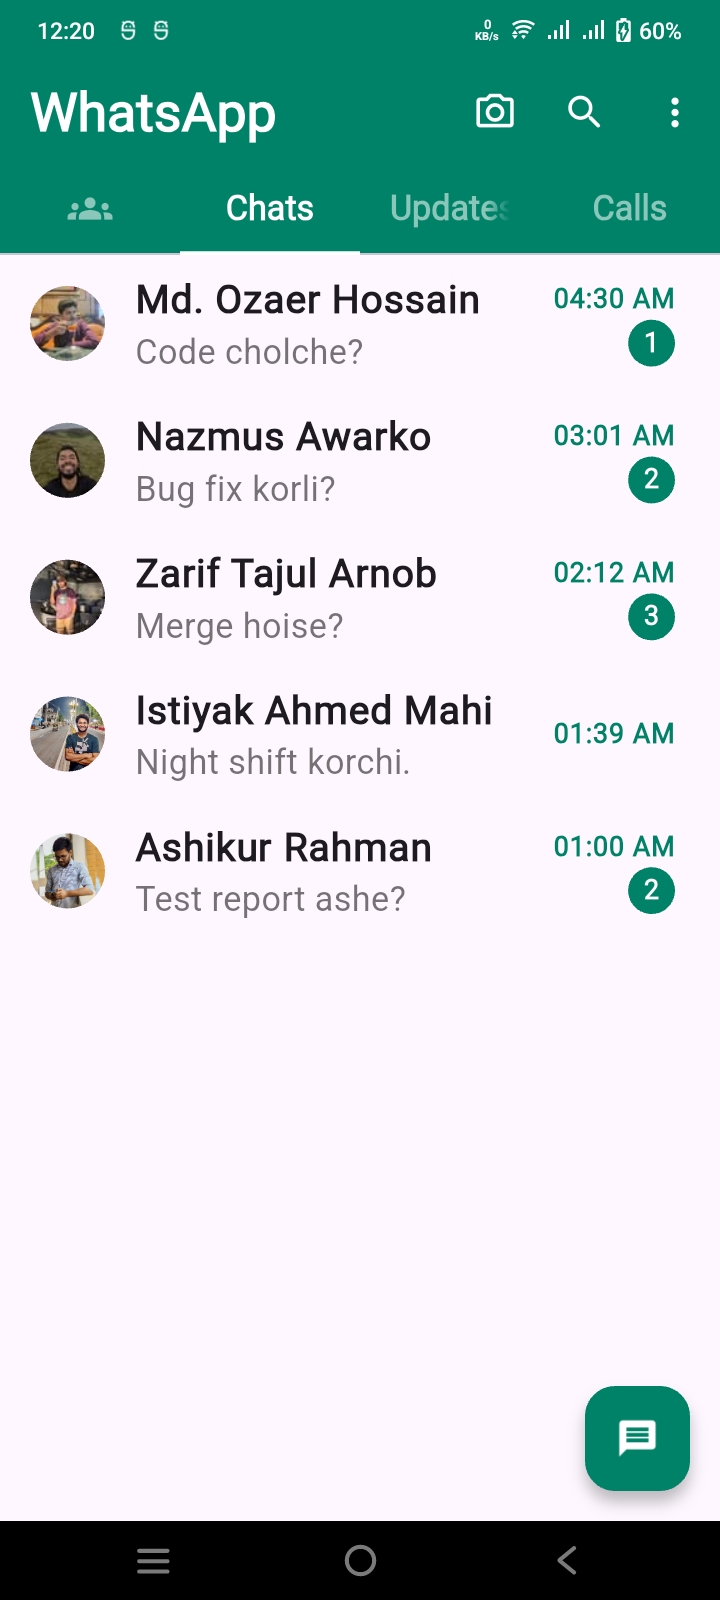 12:20 0 KB/s 60%
WhatsApp
Chats Updates Calls
Md. Ozaer Hossain 04:30 AM
Code cholche? 1
Nazmus Awarko 03:01 AM
Bug fix korli? 2
Zarif Tajul Arnob 02:12 AM
Merge hoise? 3
Istiyak Ahmed Mahi
01:39 AM
Night shift korchi.
Ashikur Rahman 01:00 AM
Test report ashe? 2